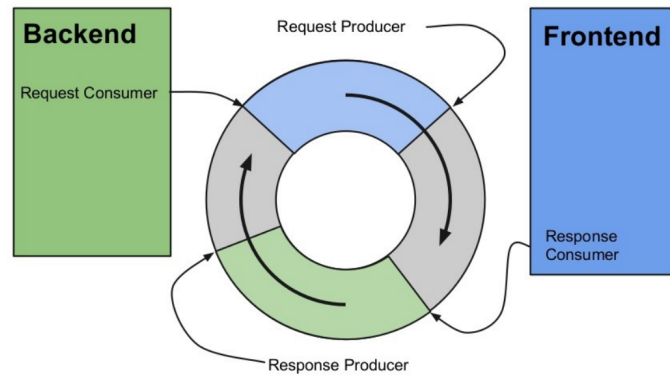 Backend
Request Producer
Frontend
Request Consumer
Response
Consumer
Response Producer